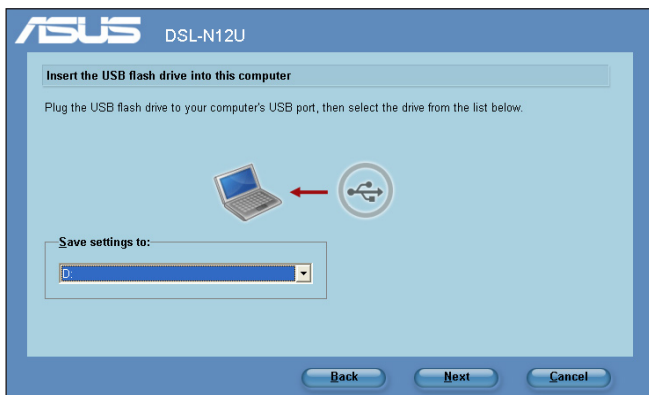 ASUS DSL-N12U
Insert the USB flash drive into this computer
Plug the USB flash drive to your computer's USB port, then select the drive from the list below.
Save settings to:
D:
Back Next Cancel